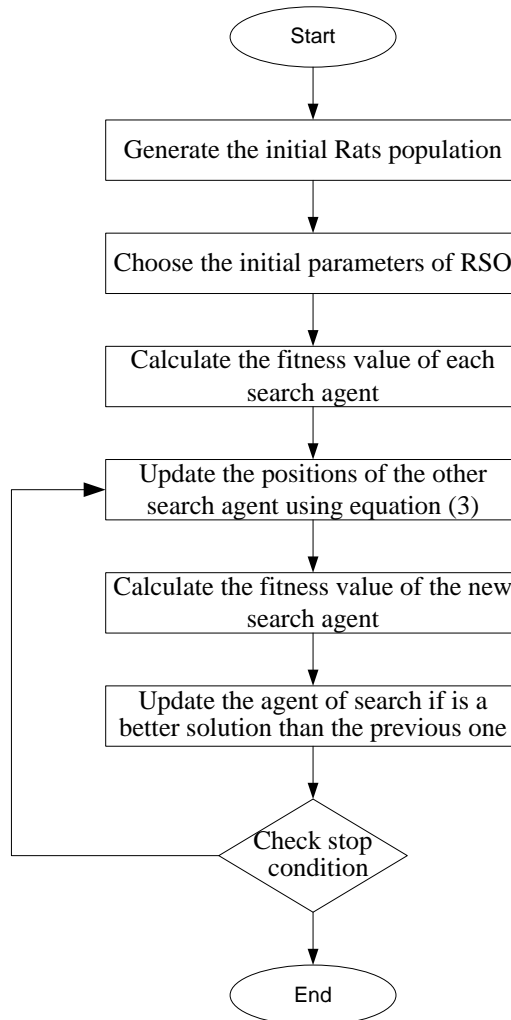 Start
Generate the initial Rats population
Choose the initial parameters of RSO
Calculate the fitness value of each
search agent
Update the positions of the other
search agent using equation (3)
Calculate the fitness value of the new
search agent
Update the agent of search if is a
better solution than the previous one
Check stop
condition
End